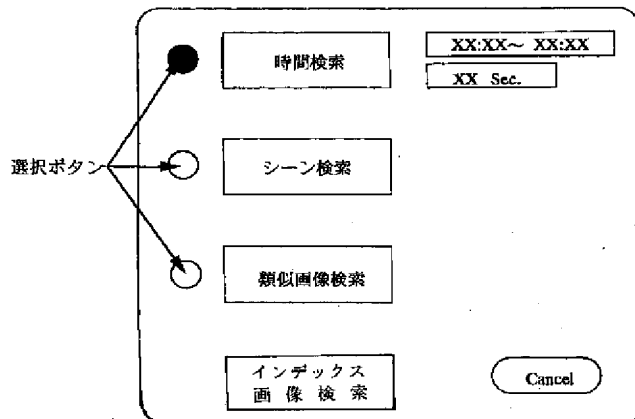 時間検索
XX:XX～ XX:XX
XX Sec.
選択ボタン
シーン検索
類似画像検索
インデックス
画像検索
Cancel